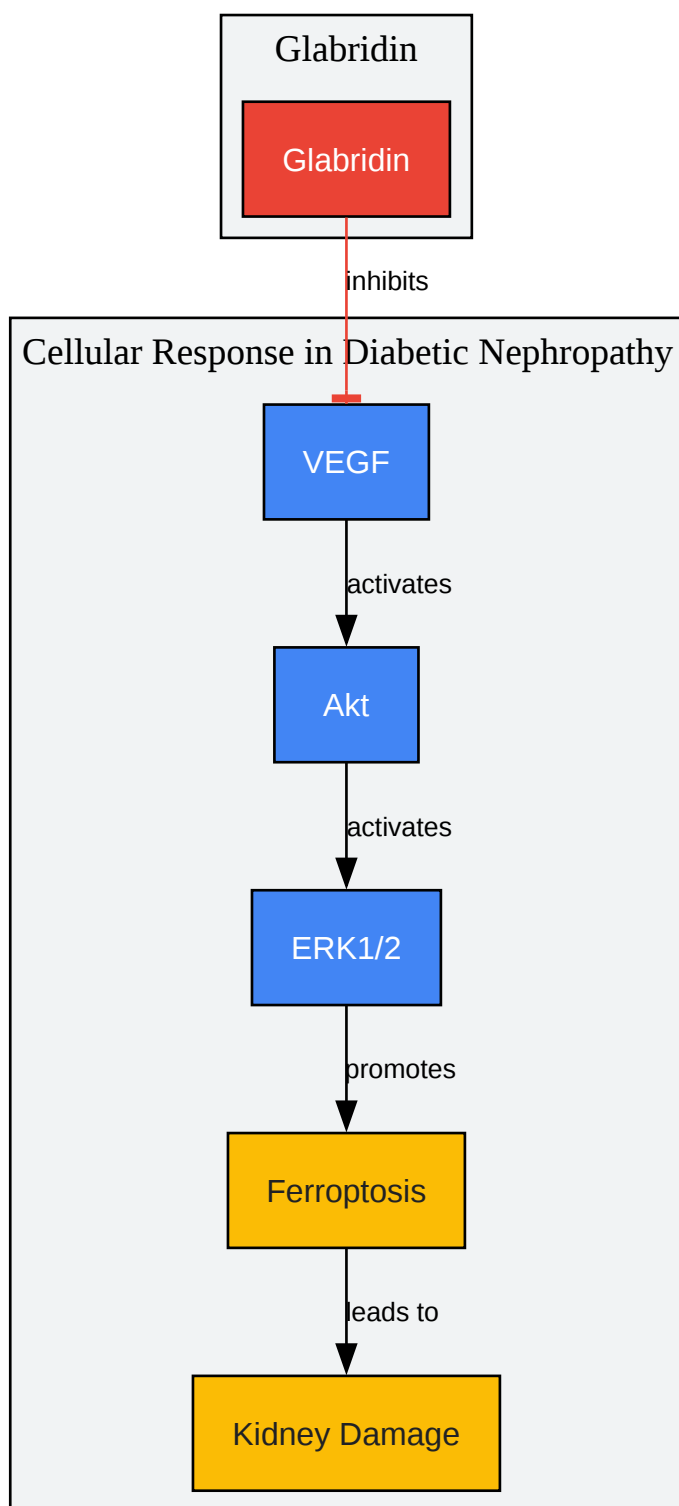 Glabridin
Glabridin
inhibits
Cellular Response in Diabetic Nephropathy
VEGF
activates
Akt
activates
ERK1/2
promotes
Ferroptosis
leads to
Kidney Damage